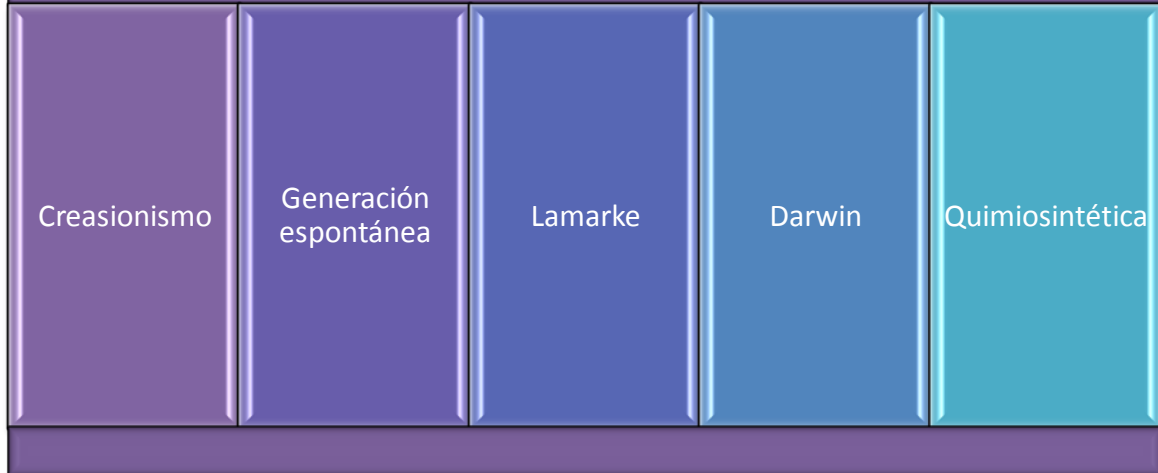 Creasionismo
Generación
espontánea
Lamarke
Darwin
Quimiosintética